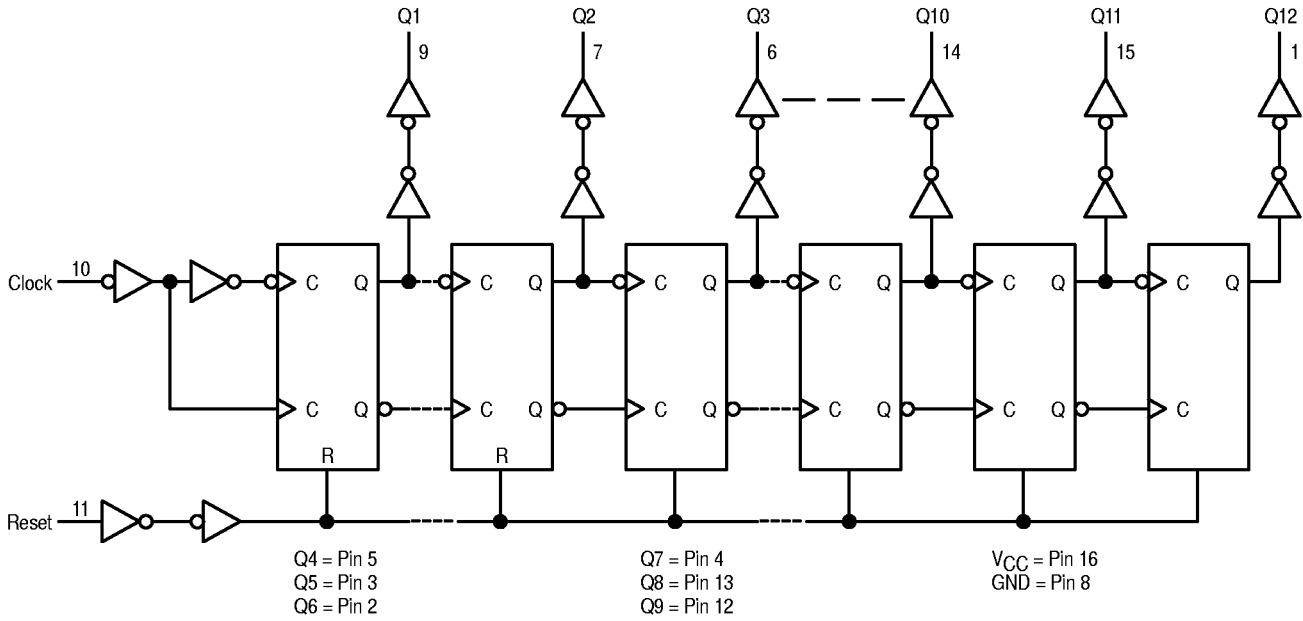 Q1 Q2 Q3 Q10 Q11 Q12
9 7 6 14 15 1
Clock 10 C Q C Q C Q C Q C Q C Q
C Q C Q C Q C Q C Q C
R R
Reset 11
Q4 = Pin 5
Q5 = Pin 3
Q6 = Pin 2
Q7 = Pin 4
Q8 = Pin 13
Q9 = Pin 12
VCC = Pin 16
GND = Pin 8